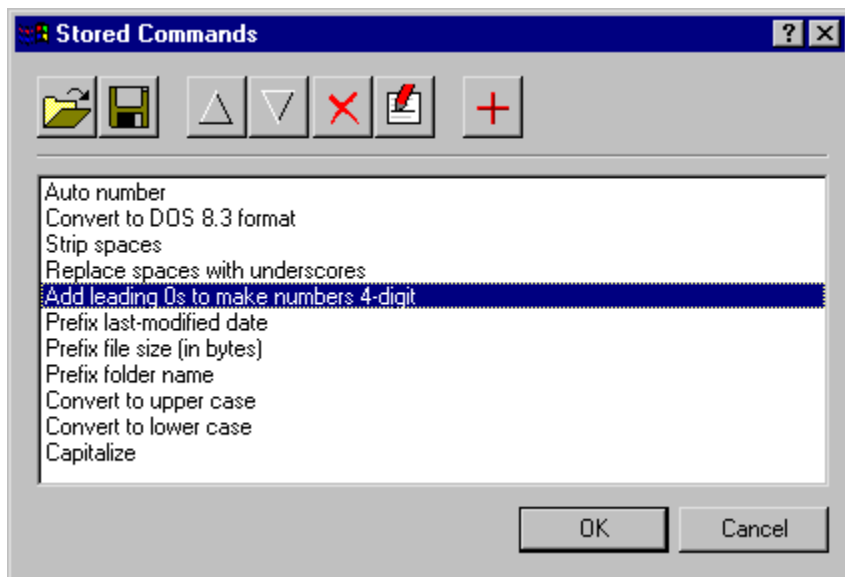 Stored Commands
Auto number
Convert to DOS 8.3 format
Strip spaces
Replace spaces with underscores
Add leading 0s to make numbers 4-digit
Prefix last-modified date
Prefix file size (in bytes)
Prefix folder name
Convert to upper case
Convert to lower case
Capitalize
OK Cancel